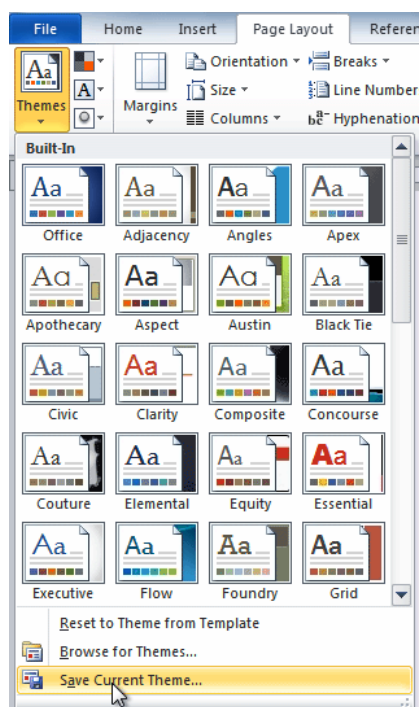 File Home Insert Page Layout Referen
Aa Orientation Breaks
A Size Line Number
Themes Margins Columns Hyphenation
Built-In
Aa Aa Aa Aa
Office Adjacency Angles Apex
Aa Aa Aa Aa
Apothecary Aspect Austin Black Tie
Aa Aa Aa Aa
Civic Clarity Composite Concourse
Aa Aa Aa Aa
Couture Elemental Equity Essential
Aa Aa Aa Aa
Executive Flow Foundry Grid
Reset to Theme from Template
Browse for Themes...
Save Current Theme...